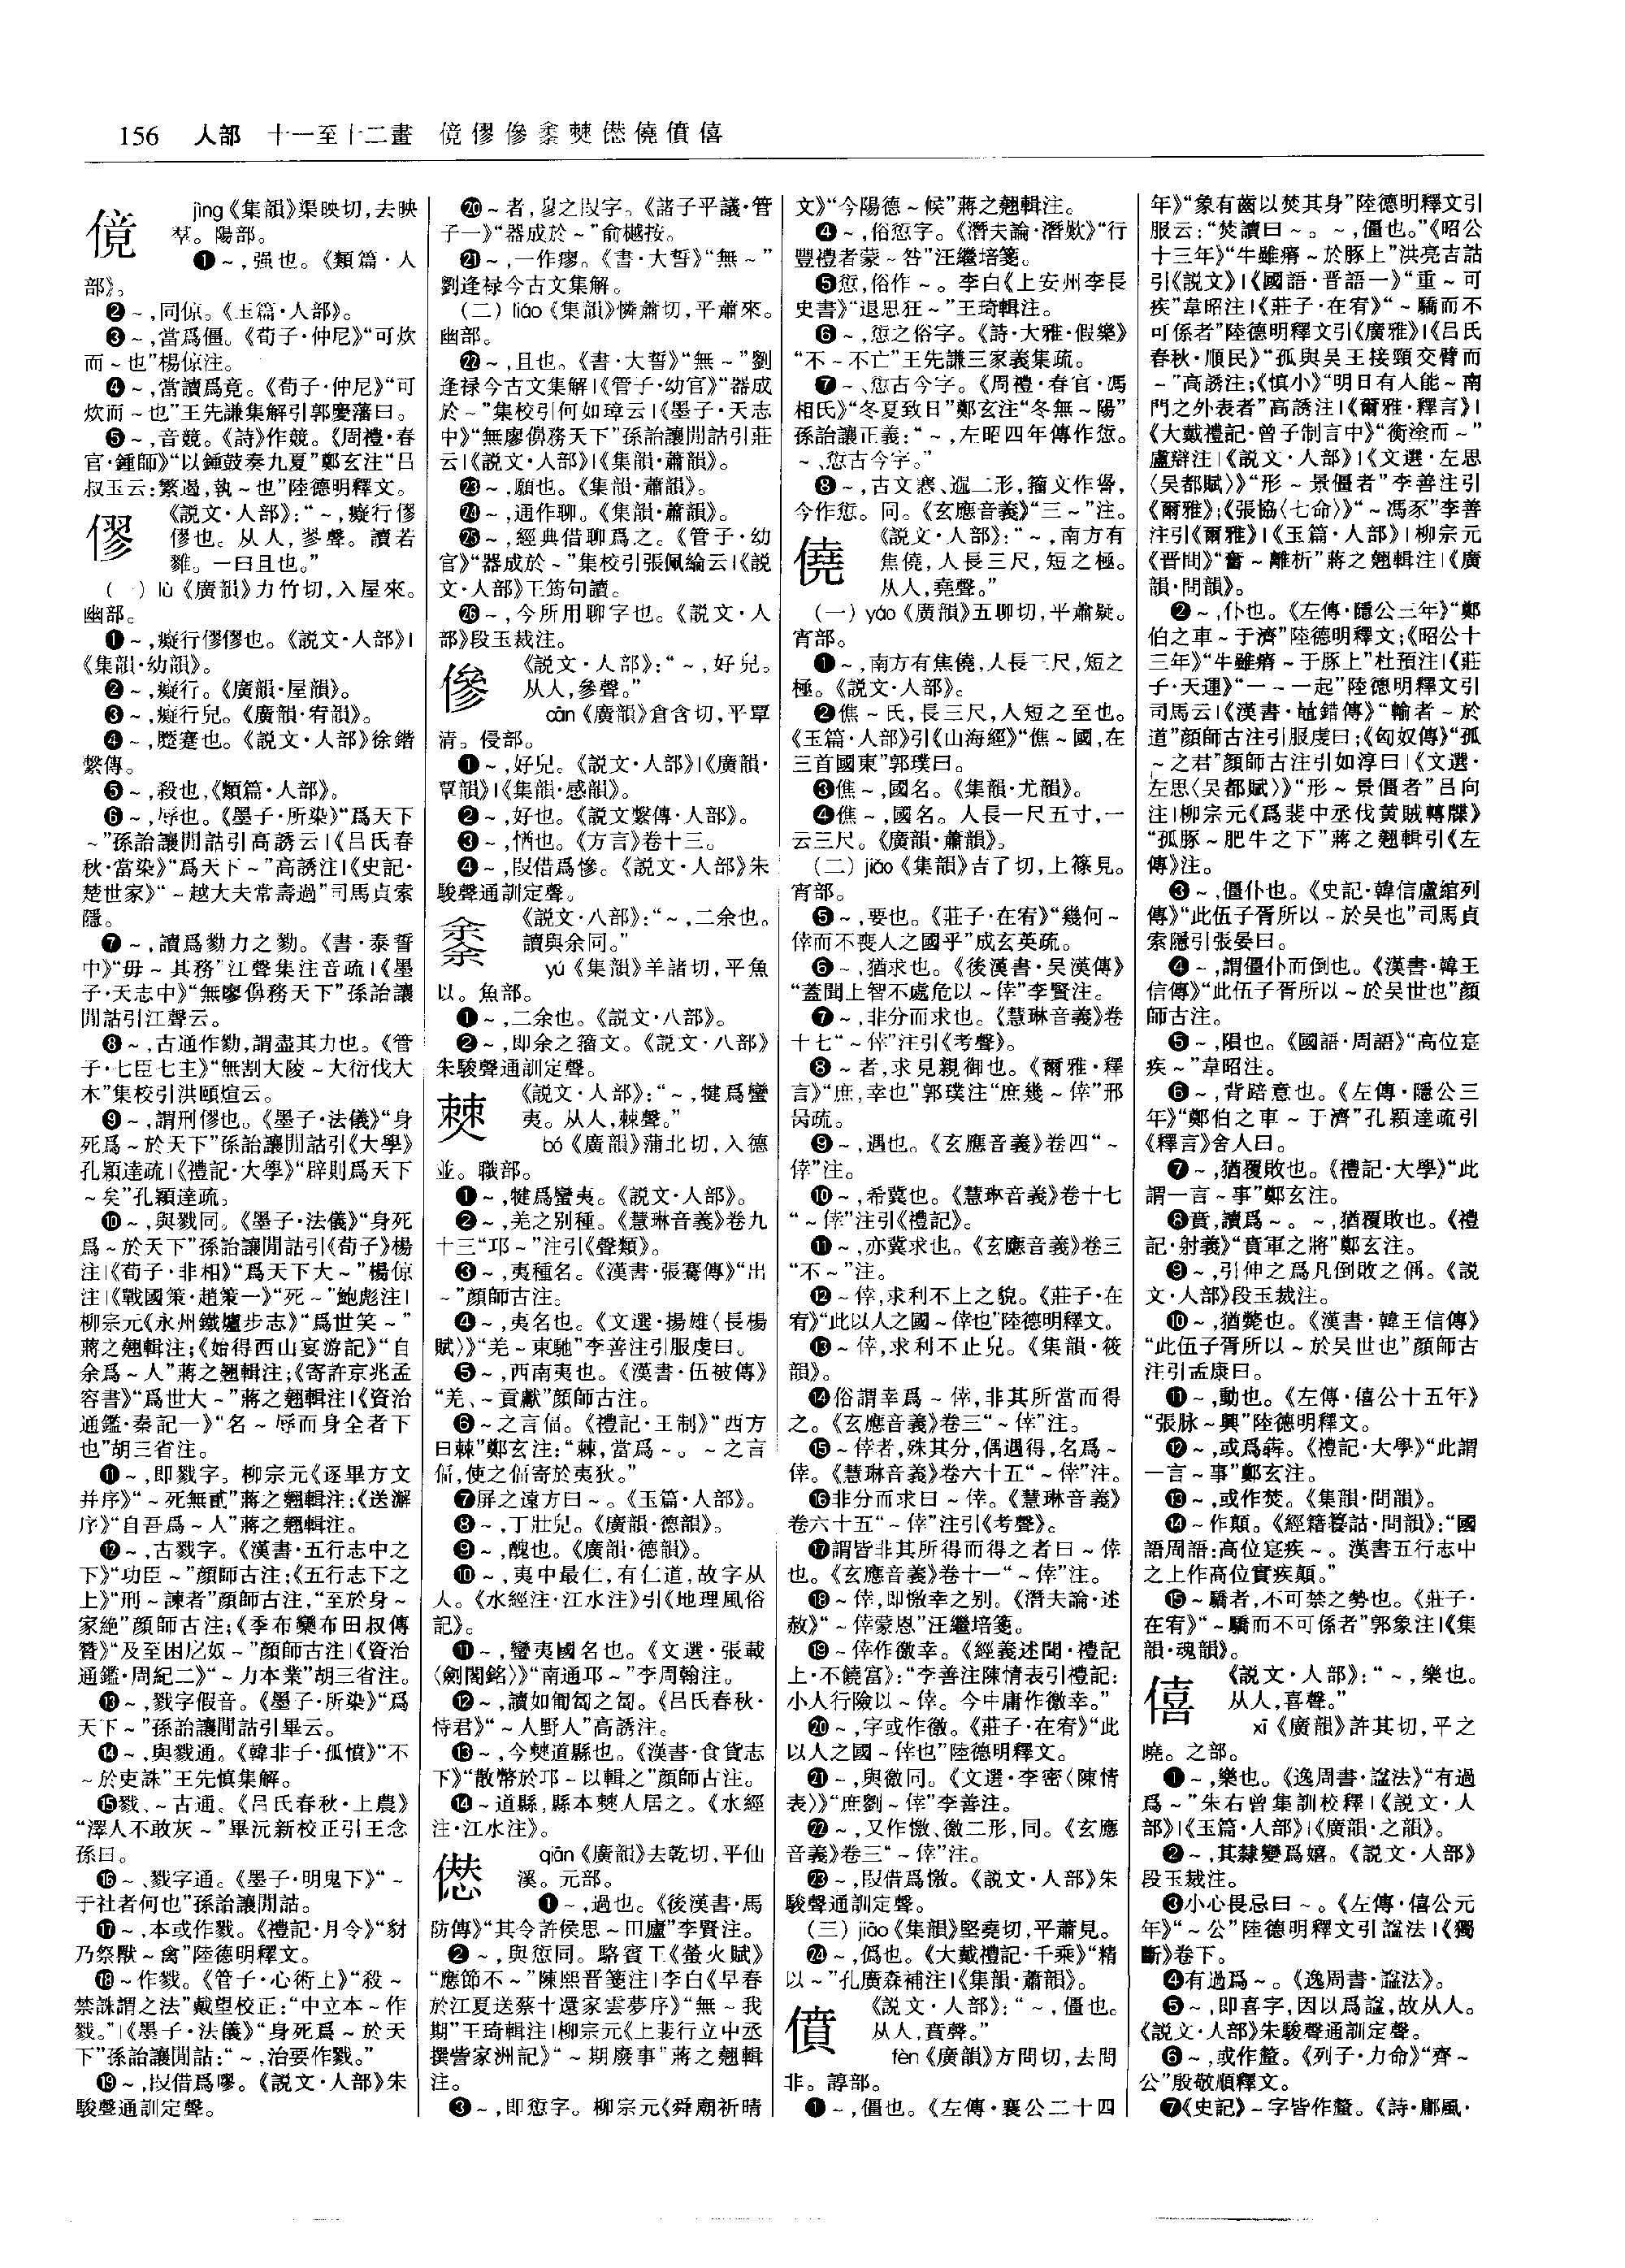 156 人部 十一至十二畫 傹僇傪㒰僰僁僥僨僖
傹
jìng《集韻》渠映切,去映
羣。陽部。
❶~,强也。《類篇·人
部》。
❷~,同倞。《玉篇·人部》。
❸~,當爲僵。《荀子·仲尼》“可炊
而~也”楊倞注。
❹~,當讀爲竟。《荀子·仲尼》“可
炊而~也”王先謙集解引郭慶藩曰。
❺~,音競。《詩》作競。《周禮·春
官·鍾師》“以鍾鼓奏九夏”鄭玄注“吕
叔玉云:繁遏,執~也”陸德明釋文。
僇
《説文·人部》:“~,癡行僇
僇也。从人,翏聲。讀若
雡。一曰且也。”
(一)lù《廣韻》力竹切,入屋來。
幽部。
❶~,癡行僇僇也。《説文·人部》|
《集韻·幼韻》。
❷~,癡行。《廣韻·屋韻》。
❸~,癡行皃。《廣韻·宥韻》。
❹~,蹙蹇也。《説文·人部》徐鍇
繫傳。
❺~,殺也,《類篇·人部》。
❻~,辱也。《墨子·所染》“爲天下
~”孫詒讓閒詁引高誘云|《吕氏春
秋·當染》“爲天下~”高誘注|《史記·
楚世家》“~越大夫常壽過”司馬貞索
隱。
❼~,讀爲勠力之勠。《書·泰誓
中》“毋~其務”江聲集注音疏|《墨
子·天志中》“無廖𠏿務天下”孫詒讓
閒詁引江聲云。
❽~,古通作勠,謂盡其力也。《管
子·七臣七主》“無割大陵~大衍伐大
木”集校引洪頤煊云。
❾~,謂刑僇也。《墨子·法儀》“身
死爲~於天下”孫詒讓閒詁引《大學》
孔穎達疏|《禮記·大學》“辟則爲天下
~矣”孔穎達疏。
❿~,與戮同。《墨子·法儀》“身死
爲~於天下”孫詒讓閒詁引《荀子》楊
注|《荀子·非相》“爲天下大~”楊倞
注|《戰國策·趙策一》“死~”鮑彪注|
柳宗元《永州鐵爐步志》“爲世笑~”
蔣之翹輯注;《始得西山宴游記》“自
余爲~人”蔣之翹輯注;《寄許京兆孟
容書》“爲世大~”蔣之翹輯注|《資治
通鑑·秦記一》“名~辱而身全者下
也”胡三省注。
⓫~,即戮字。柳宗元《逐畢方文
并序》“~死無貳”蔣之翹輯注;《送澥
序》“自吾爲~人”蔣之翹輯注。
⓬~,古戮字。《漢書·五行志中之
下》“功臣~”顔師古注;《五行志下之
上》“刑~諫者”顔師古注,“至於身~
家絶”顔師古注;《季布欒布田叔傳
贊》“及至困戹奴~”顔師古注|《資治
通鑑·周紀二》“~力本業”胡三省注。
⓭~,戮字假音。《墨子·所染》“爲
天下~”孫詒讓閒詁引畢云。
⓮~,與戮通。《韓非子·孤憤》“不
~於吏誅”王先慎集解。
⓯戮、~古通。《吕氏春秋·上農》
“澤人不敢灰~”畢沅新校正引王念
孫曰。
⓰~、戮字通。《墨子·明鬼下》“~
于社者何也”孫詒讓閒詁。
⓱~,本或作戮。《禮記·月令》“豺
乃祭獸~禽”陸德明釋文。
⓲~作戮。《管子·心術上》“殺~
禁誅謂之法”戴望校正:“中立本~作
戮。”|《墨子·法儀》“身死爲~於天
下”孫詒讓閒詁:“~,治要作戮。”
⓳~,叚借爲嘐。《説文·人部》朱
駿聲通訓定聲。
⓴~者,翏之叚字。《諸子平議·管
子一》“器成於~”俞樾按。
㉑~,一作瘳。《書·大誓》“無~”
劉逢禄今古文集解。
(二)liáo《集韻》憐蕭切,平蕭來。
幽部。
㉒~,且也。《書·大誓》“無~”劉
逢禄今古文集解|《管子·幼官》“器成
於~”集校引何如璋云|《墨子·天志
中》“無廖𠏿務天下”孫詒讓閒詁引莊
云|《説文·人部》|《集韻·蕭韻》。
㉓~,願也。《集韻·蕭韻》。
㉔~,通作聊。《集韻·蕭韻》。
㉕~,經典借聊爲之。《管子·幼
官》“器成於~”集校引張佩綸云|《説
文·人部》王筠句讀。
㉖~,今所用聊字也。《説文·人
部》段玉裁注。
傪
《説文·人部》:“~,好皃。
从人,參聲。”
cān《廣韻》倉含切,平覃
清。侵部。
❶~,好皃。《説文·人部》|《廣韻·
覃韻》|《集韻·感韻》。
❷~,好也。《説文繫傳·人部》。
❸~,惰也。《方言》卷十三。
❹~,叚借爲慘。《説文·人部》朱
駿聲通訓定聲。
㒰
《説文·八部》:“~,二余也。
讀與余同。”
yú《集韻》羊諸切,平魚
以。魚部。
❶~,二余也。《説文·八部》。
❷~,即余之籀文。《説文·八部》
朱駿聲通訓定聲。
僰
《説文·人部》:“~,犍爲蠻
夷。从人,棘聲。”
bó《廣韻》蒲北切,入德
並。職部。
❶~,犍爲蠻夷。《説文·人部》。
❷~,羌之别種。《慧琳音義》卷九
十三“邛~”注引《聲類》。
❸~,夷種名。《漢書·張騫傳》“出
~”顔師古注。
❹~,夷名也。《文選·揚雄〈長楊
賦〉》“羌~東馳”李善注引服虔曰。
❺~,西南夷也。《漢書·伍被傳》
“羌、~貢獻”顔師古注。
❻~之言偪。《禮記·王制》“西方
曰棘”鄭玄注:“棘,當爲~。~之言
偪,使之偪寄於夷狄。”
❼屏之遠方曰~。《玉篇·人部》。
❽~,丁壯皃。《廣韻·德韻》。
❾~,醜也。《廣韻·德韻》。
❿~,夷中最仁,有仁道,故字从
人。《水經注·江水注》引《地理風俗
記》。
⓫~,蠻夷國名也。《文選·張載
〈劍閣銘〉》“南通邛~”李周翰注。
⓬~,讀如匍匐之匐。《吕氏春秋·
恃君》“~人野人”高誘注。
⓭~,今僰道縣也。《漢書·食貨志
下》“散幣於邛~以輯之”顔師古注。
⓮~道縣,縣本僰人居之。《水經
注·江水注》。
僁
qiān《廣韻》去乾切,平仙
溪。元部。
❶~,過也。《後漢書·馬
防傳》“其令許侯思~田廬”李賢注。
❷~,與愆同。駱賓王《螢火賦》
“應節不~”陳熙晋箋注|李白《早春
於江夏送蔡十還家雲夢序》“無~我
期”王琦輯注|柳宗元《上裴行立中丞
撰訾家洲記》“~期廢事”蔣之翹輯
注。
❸~,即愆字。柳宗元《舜廟祈晴
文》“今陽德~候”蔣之翹輯注。
❹~,俗愆字。《潛夫論·潛歎》“行
豐禮者蒙~咎”汪繼培箋。
❺愆,俗作~。李白《上安州李長
史書》“退思狂~”王琦輯注。
❻~,愆之俗字。《詩·大雅·假樂》
“不~不亡”王先謙三家義集疏。
❼~、愆古今字。《周禮·春官·馮
相氏》“冬夏致日”鄭玄注“冬無~陽”
孫詒讓正義:“~,左昭四年傳作愆。
~、愆古今字。”
❽~,古文寋、𨓵二形,籀文作諐,
今作愆。同。《玄應音義》“三~”注。
僥
《説文·人部》:“~,南方有
焦僥,人長三尺,短之極。
从人,堯聲。”
(一)yáo《廣韻》五聊切,平蕭疑。
宵部。
❶~,南方有焦僥,人長三尺,短之
極。《説文·人部》。
❷僬~氏,長三尺,人短之至也。
《玉篇·人部》引《山海經》“僬~國,在
三首國東”郭璞曰。
❸僬~,國名。《集韻·尤韻》。
❹僬~,國名。人長一尺五寸,一
云三尺。《廣韻·蕭韻》。
(二)jiǎo《集韻》吉了切,上篠見。
宵部。
❺~,要也。《莊子·在宥》“幾何~
倖而不喪人之國乎”成玄英疏。
❻~,猶求也。《後漢書·吴漢傳》
“蓋聞上智不處危以~倖”李賢注。
❼~,非分而求也。《慧琳音義》卷
十七“~倖”注引《考聲》。
❽~者,求見親御也。《爾雅·釋
言》“庶,幸也”郭璞注“庶幾~倖”邢
昺疏。
❾~,遇也。《玄應音義》卷四“~
倖”注。
❿~,希冀也。《慧琳音義》卷十七
“~倖”注引《禮記》。
⓫~,亦冀求也。《玄應音義》卷三
“不~”注。
⓬~倖,求利不上之貌。《莊子·在
宥》“此以人之國~倖也”陸德明釋文。
⓭~倖,求利不止皃。《集韻·筱
韻》。
⓮俗謂幸爲~倖,非其所當而得
之。《玄應音義》卷三“~倖”注。
⓯~倖者,殊其分,偶遇得,名爲~
倖。《慧琳音義》卷六十五“~倖”注。
⓰非分而求曰~倖。《慧琳音義》
卷六十五“~倖”注引《考聲》。
⓱謂皆非其所得而得之者曰~倖
也。《玄應音義》卷十一“~倖”注。
⓲~倖,即憿幸之别。《潛夫論·述
赦》“~倖蒙恩”汪繼培箋。
⓳~倖作徼幸。《經義述聞·禮記
上·不饒富》:“李善注陳情表引禮記:
小人行險以~倖。今中庸作徼幸。”
⓴~,字或作徼。《莊子·在宥》“此
以人之國~倖也”陸德明釋文。
㉑~,與徼同。《文選·李密〈陳情
表〉》“庶劉~倖”李善注。
㉒~,又作憿、徼二形,同。《玄應
音義》卷三“~倖”注。
㉓~,叚借爲憿。《説文·人部》朱
駿聲通訓定聲。
(三)jiāo《集韻》堅堯切,平蕭見。
㉔~,僞也。《大戴禮記·千乘》“精
以~”孔廣森補注|《集韻·蕭韻》。
僨
《説文·人部》:“~,僵也。
从人,賁聲。”
fèn《廣韻》方問切,去問
非。諄部。
❶~,僵也。《左傳·襄公二十四
年》“象有齒以焚其身”陸德明釋文引
服云:“焚讀曰~。~,僵也。”《昭公
十三年》“牛雖瘠~於豚上”洪亮吉詁
引《説文》|《國語·晋語一》“重~可
疾”韋昭注|《莊子·在宥》“~驕而不
可係者”陸德明釋文引《廣雅》|《吕氏
春秋·順民》“孤與吴王接頸交臂而
~”高誘注;《慎小》“明日有人能~南
門之外表者”高誘注|《爾雅·釋言》|
《大戴禮記·曾子制言中》“衡塗而~”
盧辯注|《説文·人部》|《文選·左思
〈吴都賦〉》“形~景僵者”李善注引
《爾雅》;《張協〈七命〉》“~馮豕”李善
注引《爾雅》|《玉篇·人部》|柳宗元
《晋問》“奮~離析”蔣之翹輯注|《廣
韻·問韻》。
❷~,仆也。《左傳·隱公三年》“鄭
伯之車~于濟”陸德明釋文;《昭公十
三年》“牛雖瘠~于豚上”杜預注|《莊
子·天運》“一~一起”陸德明釋文引
司馬云|《漢書·鼂錯傳》“輸者~於
道”顔師古注引服虔曰;《匈奴傳》“孤
~之君”顔師古注引如淳曰|《文選·
左思〈吴都賦〉》“形~景僵者”吕向
注|柳宗元《爲裴中丞伐黄賊轉牒》
“孤豚~肥牛之下”蔣之翹輯引《左
傳》注。
❸~,僵仆也。《史記·韓信盧綰列
傳》“此伍子胥所以~於吴也”司馬貞
索隱引張晏曰。
❹~,謂僵仆而倒也。《漢書·韓王
信傳》“此伍子胥所以~於吴世也”顔
師古注。
❺~,隕也。《國語·周語》“高位寔
疾~”韋昭注。
❻~,背踣意也。《左傳·隱公三
年》“鄭伯之車~于濟”孔穎達疏引
《釋言》舍人曰。
❼~,猶覆敗也。《禮記·大學》“此
謂一言~事”鄭玄注。
❽賁,讀爲~。~,猶覆敗也。《禮
記·射義》“賁軍之將”鄭玄注。
❾~,引伸之爲凡倒敗之偁。《説
文·人部》段玉裁注。
❿~,猶斃也。《漢書·韓王信傳》
“此伍子胥所以~於吴世也”顔師古
注引孟康曰。
⓫~,動也。《左傳·僖公十五年》
“張脉~興”陸德明釋文。
⓬~,或爲犇。《禮記·大學》“此謂
一言~事”鄭玄注。
⓭~,或作焚。《集韻·問韻》。
⓮~作顛。《經籍籑詁·問韻》:“國
語周語:高位寔疾~。漢書五行志中
之上作高位實疾顛。”
⓯~驕者,不可禁之勢也。《莊子·
在宥》“~驕而不可係者”郭象注|《集
韻·魂韻》。
僖
《説文·人部》:“~,樂也。
从人,喜聲。”
xī《廣韻》許其切,平之
曉。之部。
❶~,樂也。《逸周書·謚法》“有過
爲~”朱右曾集訓校釋|《説文·人
部》|《玉篇·人部》|《廣韻·之韻》。
❷~,其隸變爲嬉。《説文·人部》
段玉裁注。
❸小心畏忌曰~。《左傳·僖公元
年》“~公”陸德明釋文引謚法|《獨
斷》卷下。
❹有過爲~。《逸周書·謚法》。
❺~,即喜字,因以爲謚,故从人。
《説文·人部》朱駿聲通訓定聲。
❻~,或作釐。《列子·力命》“齊~
公”殷敬順釋文。
❼《史記》~字皆作釐。《詩·鄘風·